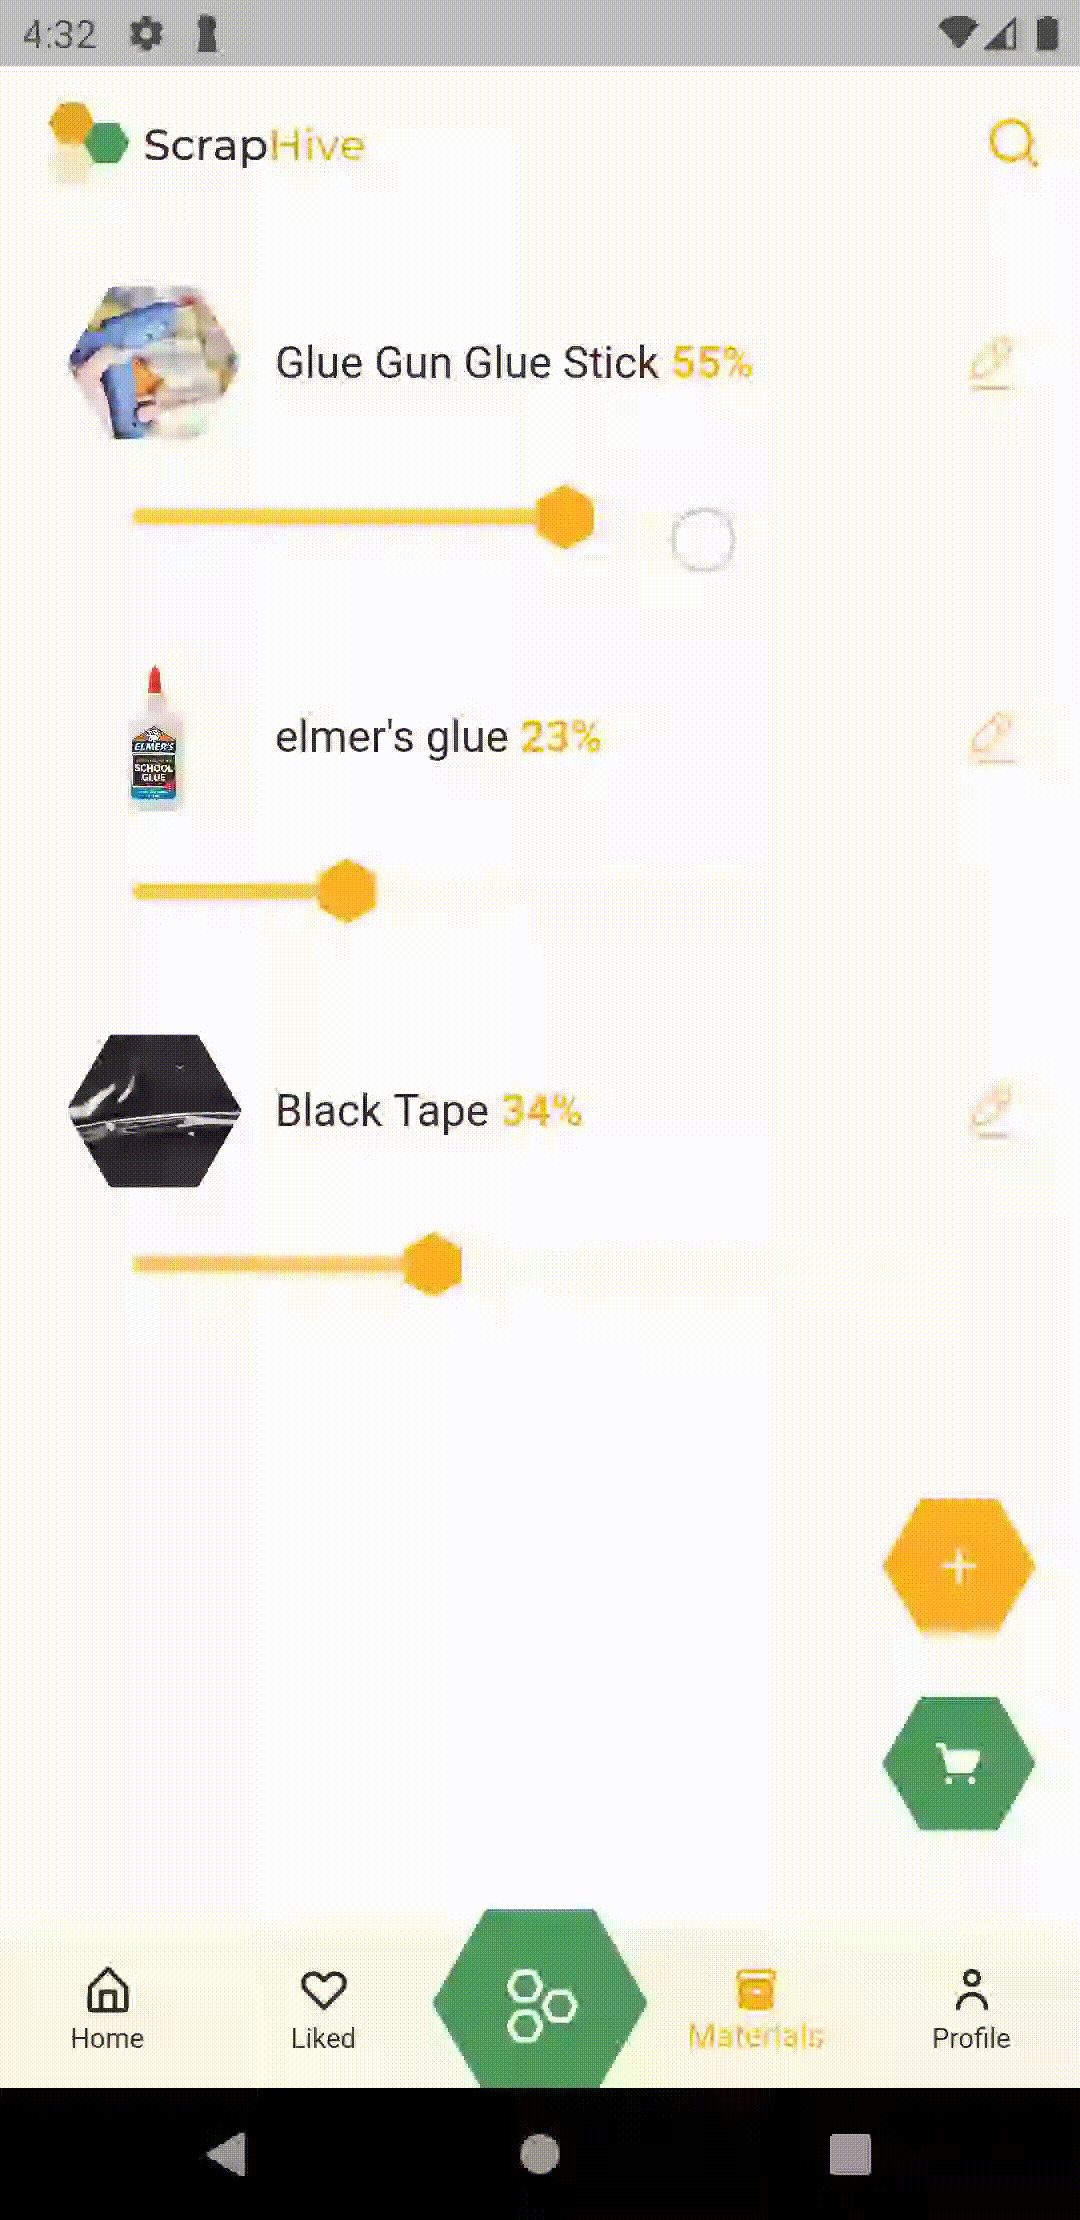 4:32
ScrapHive
Glue Gun Glue Stick 55%
ELMER'S
SCHOOL
GLUE
elmer's glue 23%
Black Tape 34%
Home
Liked
Materials
Profile